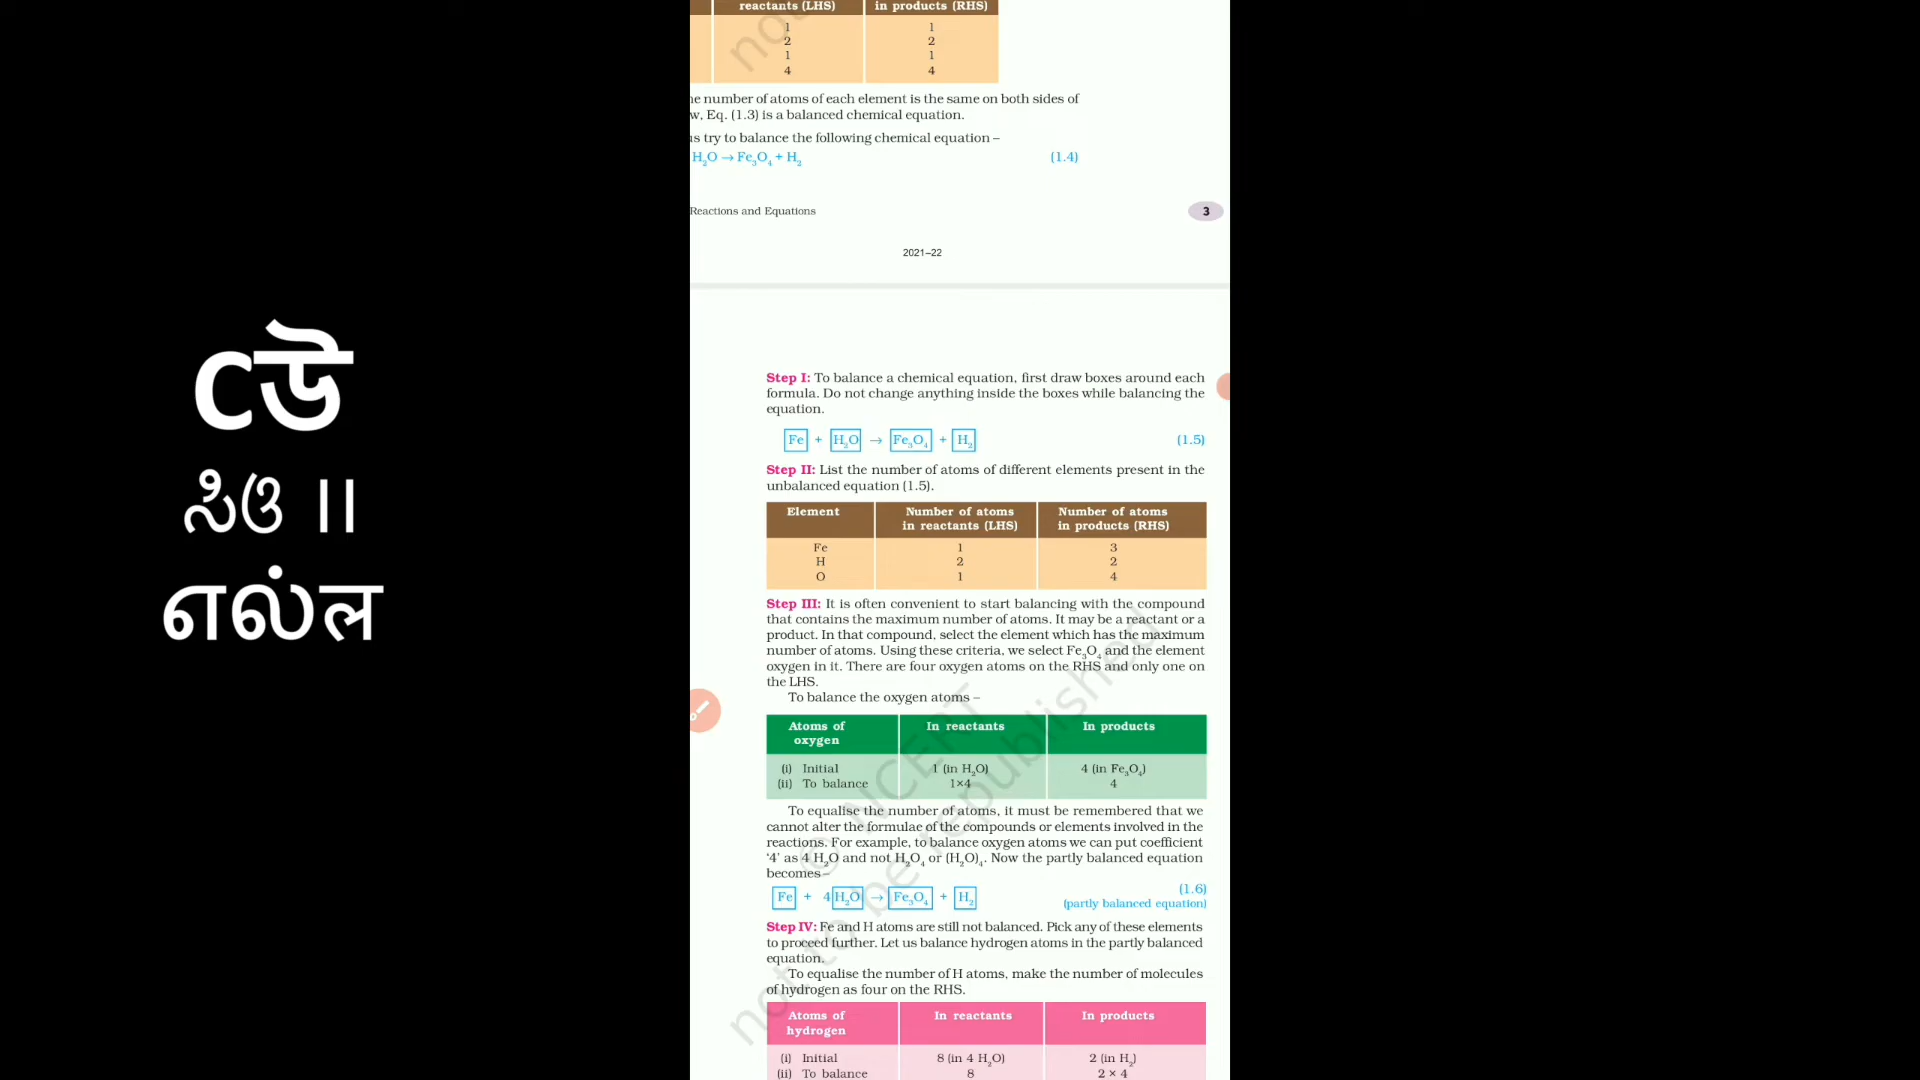 reactants (LHS) in products (RHS)
1 1
2 2
1 1
4 4
he number of atoms of each element is the same on both sides of
w, Eq. (1.3) is a balanced chemical equation.
us try to balance the following chemical equation –
H₂O → Fe₃O₄ + H₂ (1.4)
Reactions and Equations 3
2021–22
Cউ
எல்ल
Step I: To balance a chemical equation, first draw boxes around each
formula. Do not change anything inside the boxes while balancing the
equation.
Fe + H₂O → Fe₃O₄ + H₂ (1.5)
Step II: List the number of atoms of different elements present in the
unbalanced equation (1.5).
Element Number of atoms Number of atoms
in reactants (LHS) in products (RHS)
Fe 1 3
H 2 2
O 1 4
Step III: It is often convenient to start balancing with the compound
that contains the maximum number of atoms. It may be a reactant or a
product. In that compound, select the element which has the maximum
number of atoms. Using these criteria, we select Fe₃O₄ and the element
oxygen in it. There are four oxygen atoms on the RHS and only one on
the LHS.
To balance the oxygen atoms –
Atoms of In reactants In products
oxygen
(i) Initial 1 (in H₂O) 4 (in Fe₃O₄)
(ii) To balance 1×4 4
To equalise the number of atoms, it must be remembered that we
cannot alter the formulae of the compounds or elements involved in the
reactions. For example, to balance oxygen atoms we can put coefficient
‘4’ as 4 H₂O and not H₂O₄ or (H₂O)₄. Now the partly balanced equation
becomes–
Fe + 4 H₂O → Fe₃O₄ + H₂ (1.6)
(partly balanced equation)
Step IV: Fe and H atoms are still not balanced. Pick any of these elements
to proceed further. Let us balance hydrogen atoms in the partly balanced
equation.
To equalise the number of H atoms, make the number of molecules
of hydrogen as four on the RHS.
Atoms of In reactants In products
hydrogen
(i) Initial 8 (in 4 H₂O) 2 (in H₂)
(ii) To balance 8 2 × 4
© NCERT
not to be republished